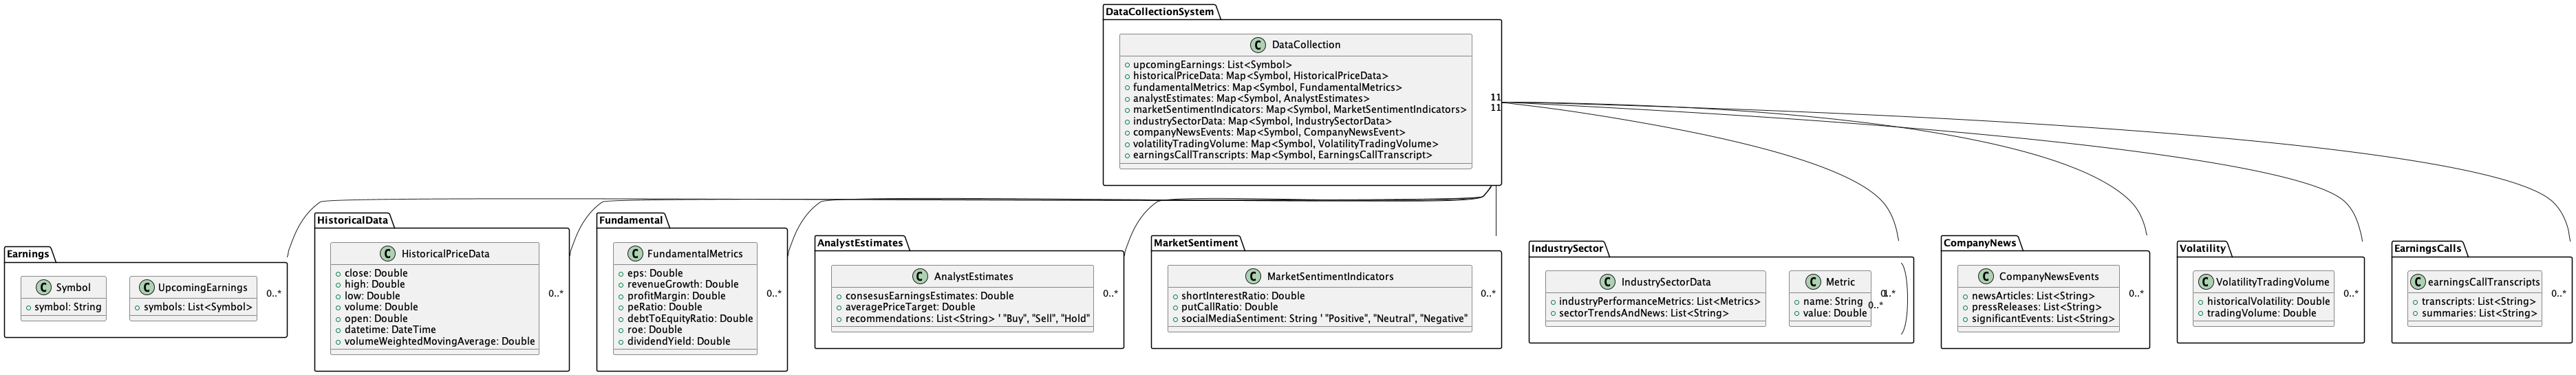 DataCollectionSystem
C DataCollection
upcomingEarnings: List<Symbol>
historicalPriceData: Map<Symbol, HistoricalPriceData>
fundamentalMetrics: Map<Symbol, FundamentalMetrics>
analystEstimates: Map<Symbol, AnalystEstimates>
marketSentimentIndicators: Map<Symbol, MarketSentimentIndicators>
industrySectorData: Map<Symbol, IndustrySectorData>
companyNewsEvents: Map<Symbol, CompanyNewsEvent>
volatilityTradingVolume: Map<Symbol, VolatilityTradingVolume>
earningsCallTranscripts: Map<Symbol, EarningsCallTranscript>
11
11
Earnings
C Symbol
symbol: String
C UpcomingEarnings
symbols: List<Symbol>
0..*
HistoricalData
C HistoricalPriceData
close: Double
high: Double
low: Double
volume: Double
open: Double
datetime: DateTime
volumeWeightedMovingAverage: Double
0..*
Fundamental
C FundamentalMetrics
eps: Double
revenueGrowth: Double
profitMargin: Double
peRatio: Double
debtToEquityRatio: Double
roe: Double
dividendYield: Double
0..*
AnalystEstimates
C AnalystEstimates
consesusEarningsEstimates: Double
averagePriceTarget: Double
recommendations: List<String> ' "Buy", "Sell", "Hold"
0..*
MarketSentiment
C MarketSentimentIndicators
shortInterestRatio: Double
putCallRatio: Double
socialMediaSentiment: String ' "Positive", "Neutral", "Negative"
0..*
IndustrySector
C IndustrySectorData
industryPerformanceMetrics: List<Metrics>
sectorTrendsAndNews: List<String>
C Metric
name: String
value: Double
0..*
CompanyNews
C CompanyNewsEvents
newsArticles: List<String>
pressReleases: List<String>
significantEvents: List<String>
0..*
Volatility
C VolatilityTradingVolume
historicalVolatility: Double
tradingVolume: Double
0..*
EarningsCalls
C earningsCallTranscripts
transcripts: List<String>
summaries: List<String>
0..*